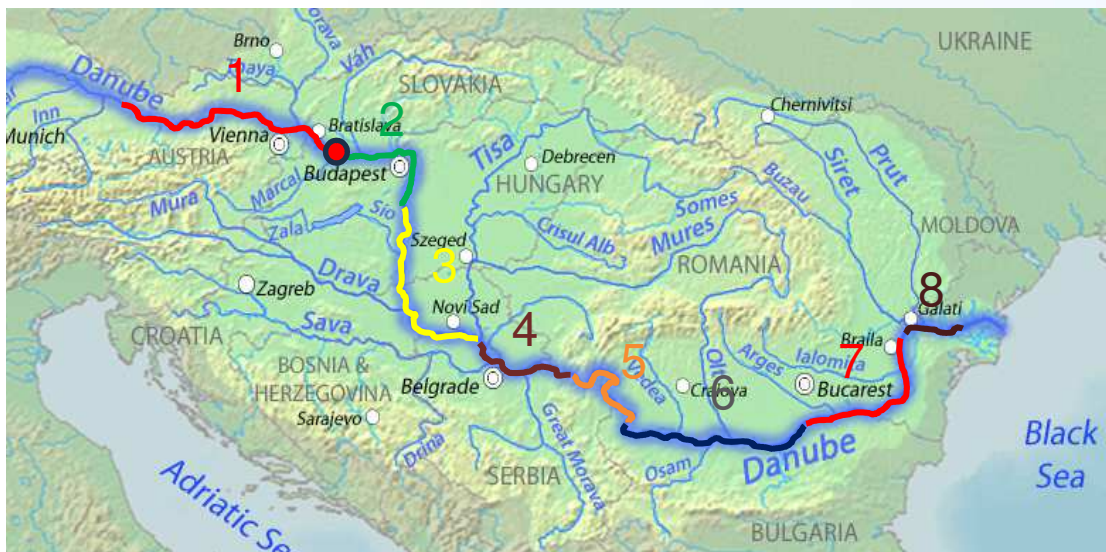 UKRAINE
Brno
Morava
Thaya
Váh
SLOVAKIA
Danube
1
Inn
Munich
Vienna
Bratislava
2
AUSTRIA
Chernivitsi
Tisa
Debrecen
HUNGARY
Budapest
Marcal
Mura
Zala
Sio
Siret
Prut
Buzau
Somes
MOLDOVA
Szeged
Crisul Alb
Mures
3
ROMANIA
Drava
Zagreb
8
Galati
Novi Sad
4
Sava
CROATIA
5
7
Braila
BOSNIA &
HERZEGOVINA
Belgrade
Vedea
Craiova
Olt
6
Arges
Ialomita
Bucarest
Sarajevo
Drina
Great Morava
SERBIA
Osam
Danube
Black
Sea
Adriatic Se
BULGARIA